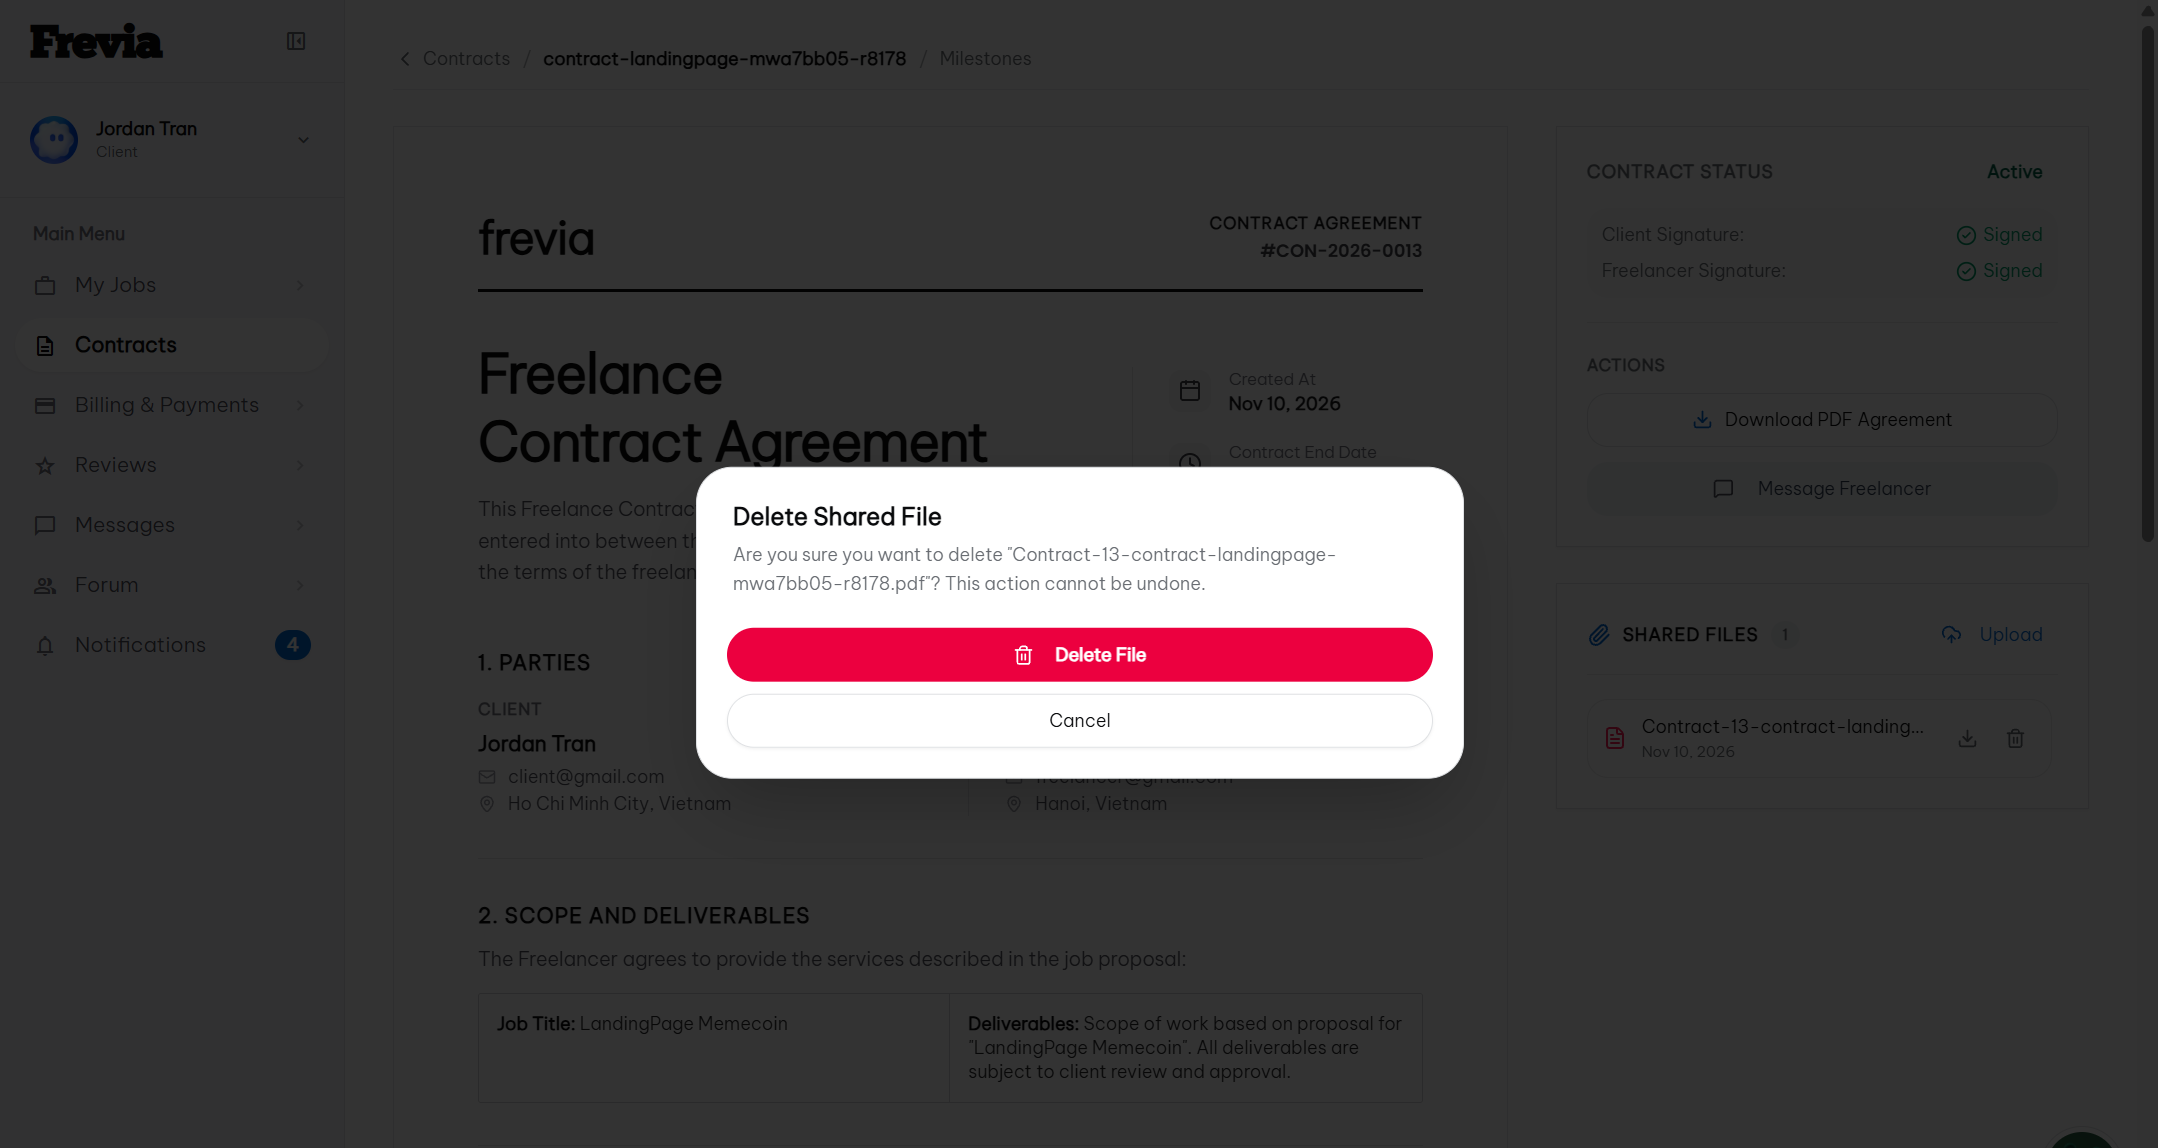 Frevia
Jordan Tran
Client
Main Menu
My Jobs
Contracts
Billing & Payments
Reviews
Messages
Forum
Notifications
4
Contracts / contract-landingpage-mwa7bb05-r8178 / Milestones
frevia
CONTRACT AGREEMENT
#CON-2026-0013
Freelance
Contract Agreement
Created At
Nov 10, 2026
Contract End Date
This Freelance Contrac
entered into between th
the terms of the freelan
Delete Shared File
Are you sure you want to delete "Contract-13-contract-landingpage-
mwa7bb05-r8178.pdf"? This action cannot be undone.
Delete File
Cancel
1. PARTIES
CLIENT
Jordan Tran
client@gmail.com
Ho Chi Minh City, Vietnam
freelancer@gmail.com
Hanoi, Vietnam
2. SCOPE AND DELIVERABLES
The Freelancer agrees to provide the services described in the job proposal:
Job Title: LandingPage Memecoin
Deliverables: Scope of work based on proposal for
"LandingPage Memecoin". All deliverables are
subject to client review and approval.
CONTRACT STATUS
Active
Client Signature:
Signed
Freelancer Signature:
Signed
ACTIONS
Download PDF Agreement
Message Freelancer
SHARED FILES 1
Upload
Contract-13-contract-landing...
Nov 10, 2026